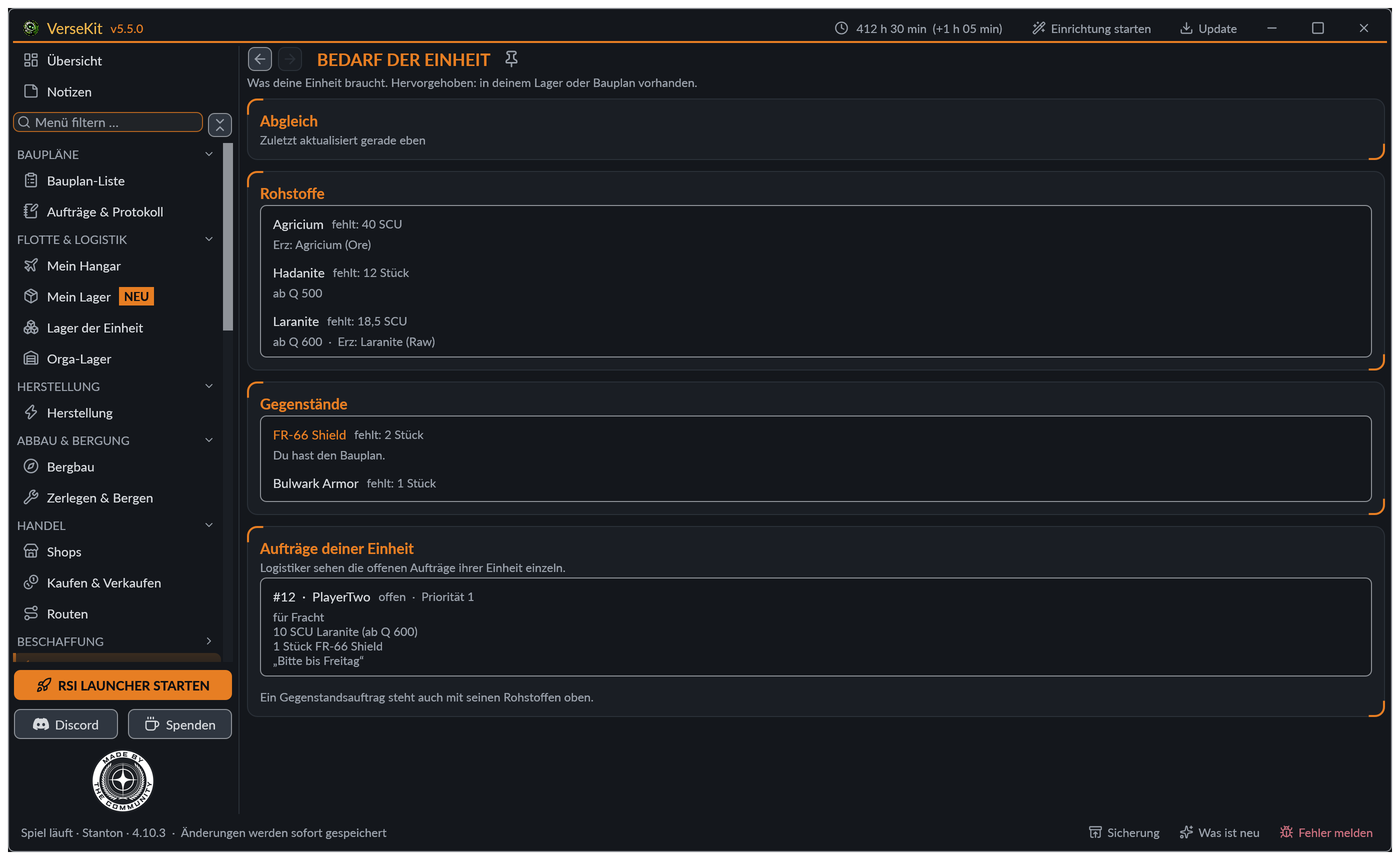 VerseKit v5.5.0
412 h 30 min (+1 h 05 min)
Einrichtung starten
Update
Übersicht
Notizen
Menü filtern ...
BAUPLÄNE
Bauplan-Liste
Aufträge & Protokoll
FLOTTE & LOGISTIK
Mein Hangar
Mein Lager NEU
Lager der Einheit
Orga-Lager
HERSTELLUNG
Herstellung
ABBAU & BERGUNG
Bergbau
Zerlegen & Bergen
HANDEL
Shops
Kaufen & Verkaufen
Routen
BESCHAFFUNG
RSI LAUNCHER STARTEN
Discord
Spenden
MADE BY
THE COMMUNITY
BEDARF DER EINHEIT
Was deine Einheit braucht. Hervorgehoben: in deinem Lager oder Bauplan vorhanden.
Abgleich
Zuletzt aktualisiert gerade eben
Rohstoffe
Agricium fehlt: 40 SCU
Erz: Agricium (Ore)
Hadanite fehlt: 12 Stück
ab Q 500
Laranite fehlt: 18,5 SCU
ab Q 600 · Erz: Laranite (Raw)
Gegenstände
FR-66 Shield fehlt: 2 Stück
Du hast den Bauplan.
Bulwark Armor fehlt: 1 Stück
Aufträge deiner Einheit
Logistiker sehen die offenen Aufträge ihrer Einheit einzeln.
#12 · PlayerTwo offen · Priorität 1
für Fracht
10 SCU Laranite (ab Q 600)
1 Stück FR-66 Shield
„Bitte bis Freitag“
Ein Gegenstandsauftrag steht auch mit seinen Rohstoffen oben.
Spiel läuft · Stanton · 4.10.3 · Änderungen werden sofort gespeichert
Sicherung
Was ist neu
Fehler melden